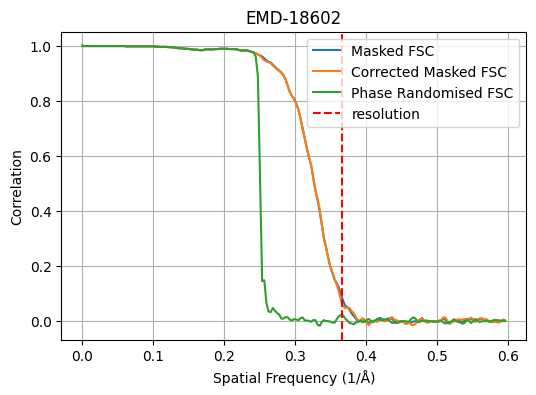 EMD-18602
Masked FSC
Corrected Masked FSC
Phase Randomised FSC
resolution
Correlation
1.0
0.8
0.6
0.4
0.2
0.0
0.0 0.1 0.2 0.3 0.4 0.5 0.6
Spatial Frequency (1/Å)